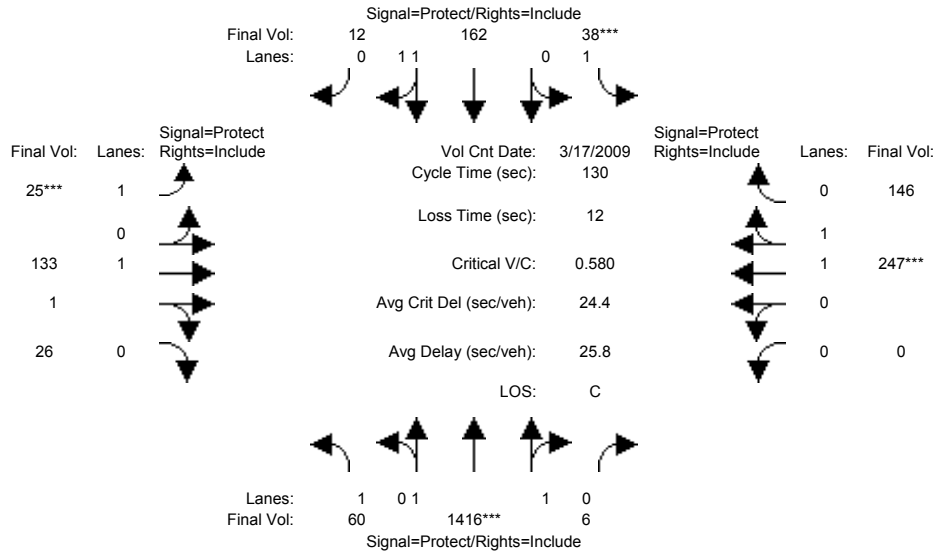 Signal=Protect/Rights=Include
Final Vol: 12 162 38***
Lanes: 0 1 1 0 1
Signal=Protect
Final Vol: Lanes: Rights=Include
Vol Cnt Date: 3/17/2009
Signal=Protect
Rights=Include Lanes: Final Vol:
Cycle Time (sec): 130
25*** 1
0 146
Loss Time (sec): 12
0
1
133 1
Critical V/C: 0.580
1 247***
1
Avg Crit Del (sec/veh): 24.4
0
26 0
Avg Delay (sec/veh): 25.8
0 0
LOS: C
Lanes: 1 0 1 1 0
Final Vol: 60 1416*** 6
Signal=Protect/Rights=Include